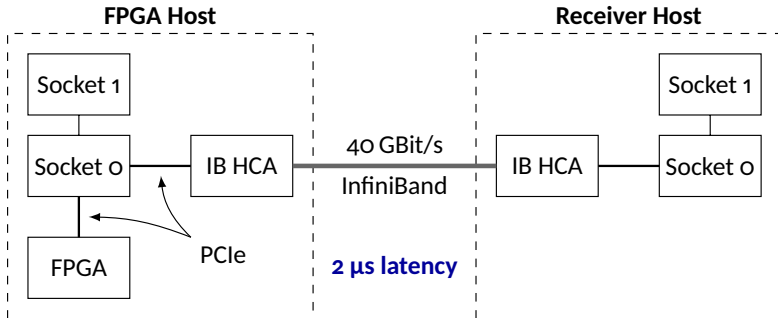 FPGA Host
Receiver Host
Socket 1
Socket 1
40 GBit/s
Socket 0
IB HCA
IB HCA
Socket 0
InfiniBand
PCIe
FPGA
2 µs latency